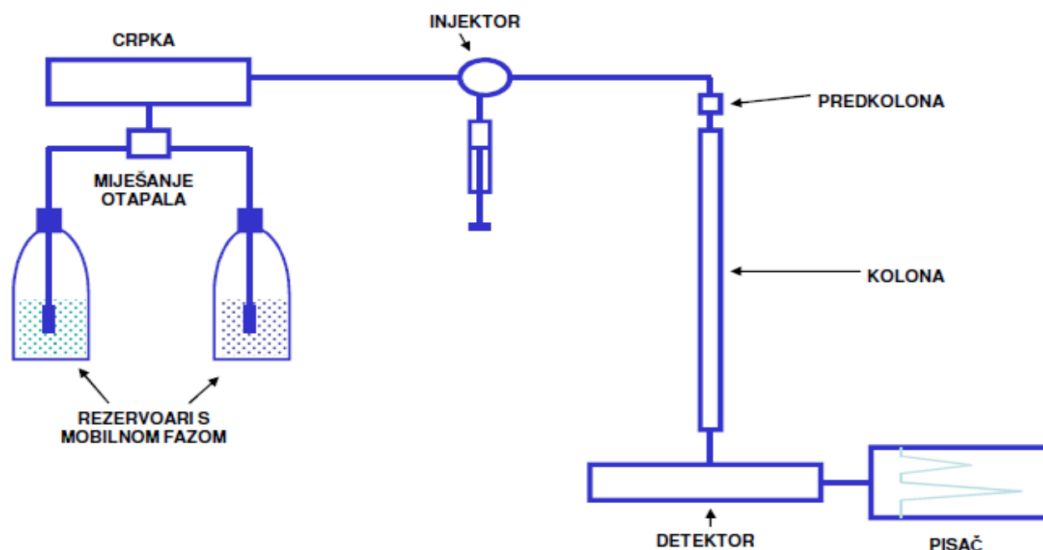 INJEKTOR
CRPKA
PREDKOLONA
MIJEŠANJE
OTAPALA
KOLONA
REZERVOARI S
MOBILNOM FAZOM
DETEKTOR
PISAČ